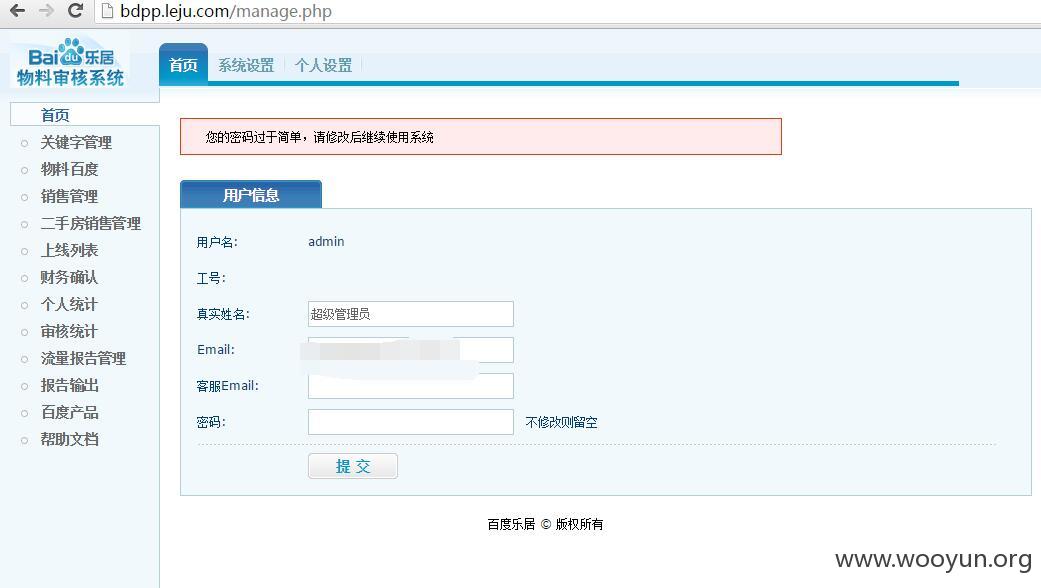 bdpp.leju.com/manage.php
Bai du 乐居
物料审核系统
首页 系统设置 个人设置
首页
关键字管理
物料百度
销售管理
二手房销售管理
上线列表
财务确认
个人统计
审核统计
流量报告管理
报告输出
百度产品
帮助文档
您的密码过于简单，请修改后继续使用系统
用户信息
用户名: admin
工号:
真实姓名: 超级管理员
Email:
客服Email:
密码: 不修改则留空
提 交
百度乐居 © 版权所有
www.wooyun.org